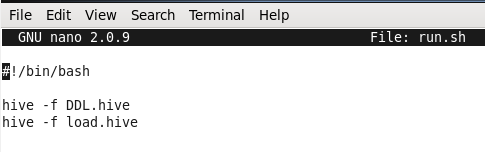 File Edit View Search Terminal Help
GNU nano 2.0.9 File: run.sh
#!/bin/bash
hive -f DDL.hive
hive -f load.hive